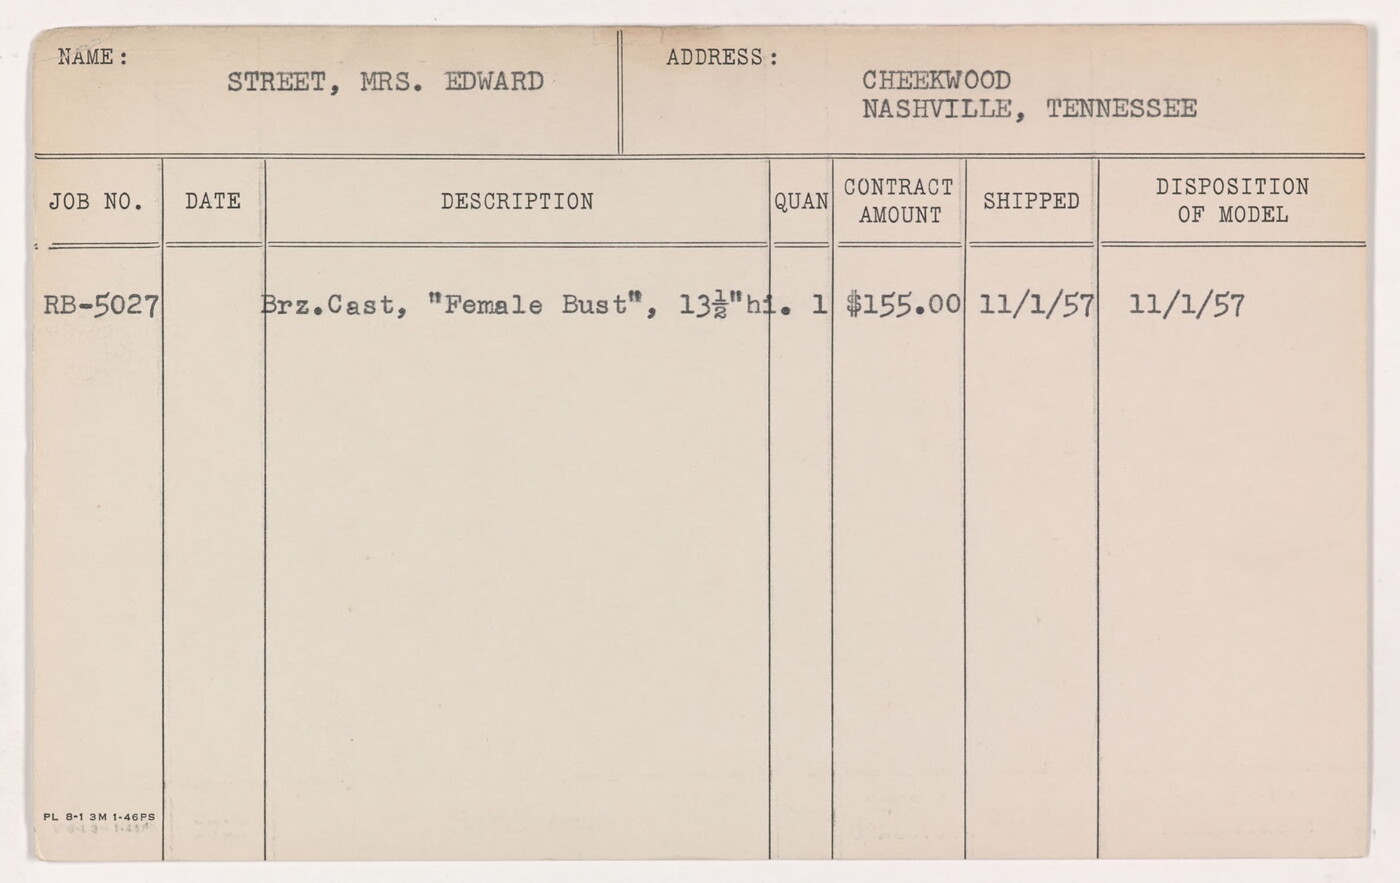 NAME:
STREET, MRS. EDWARD
ADDRESS:
CHEEKWOOD
NASHVILLE, TENNESSEE
JOB NO. DATE DESCRIPTION QUAN CONTRACT AMOUNT SHIPPED DISPOSITION OF MODEL
RB-5027 Brz.Cast, "Female Bust", 13½"hi. 1 $155.00 11/1/57 11/1/57
PL 8-1 3M 1-46PS